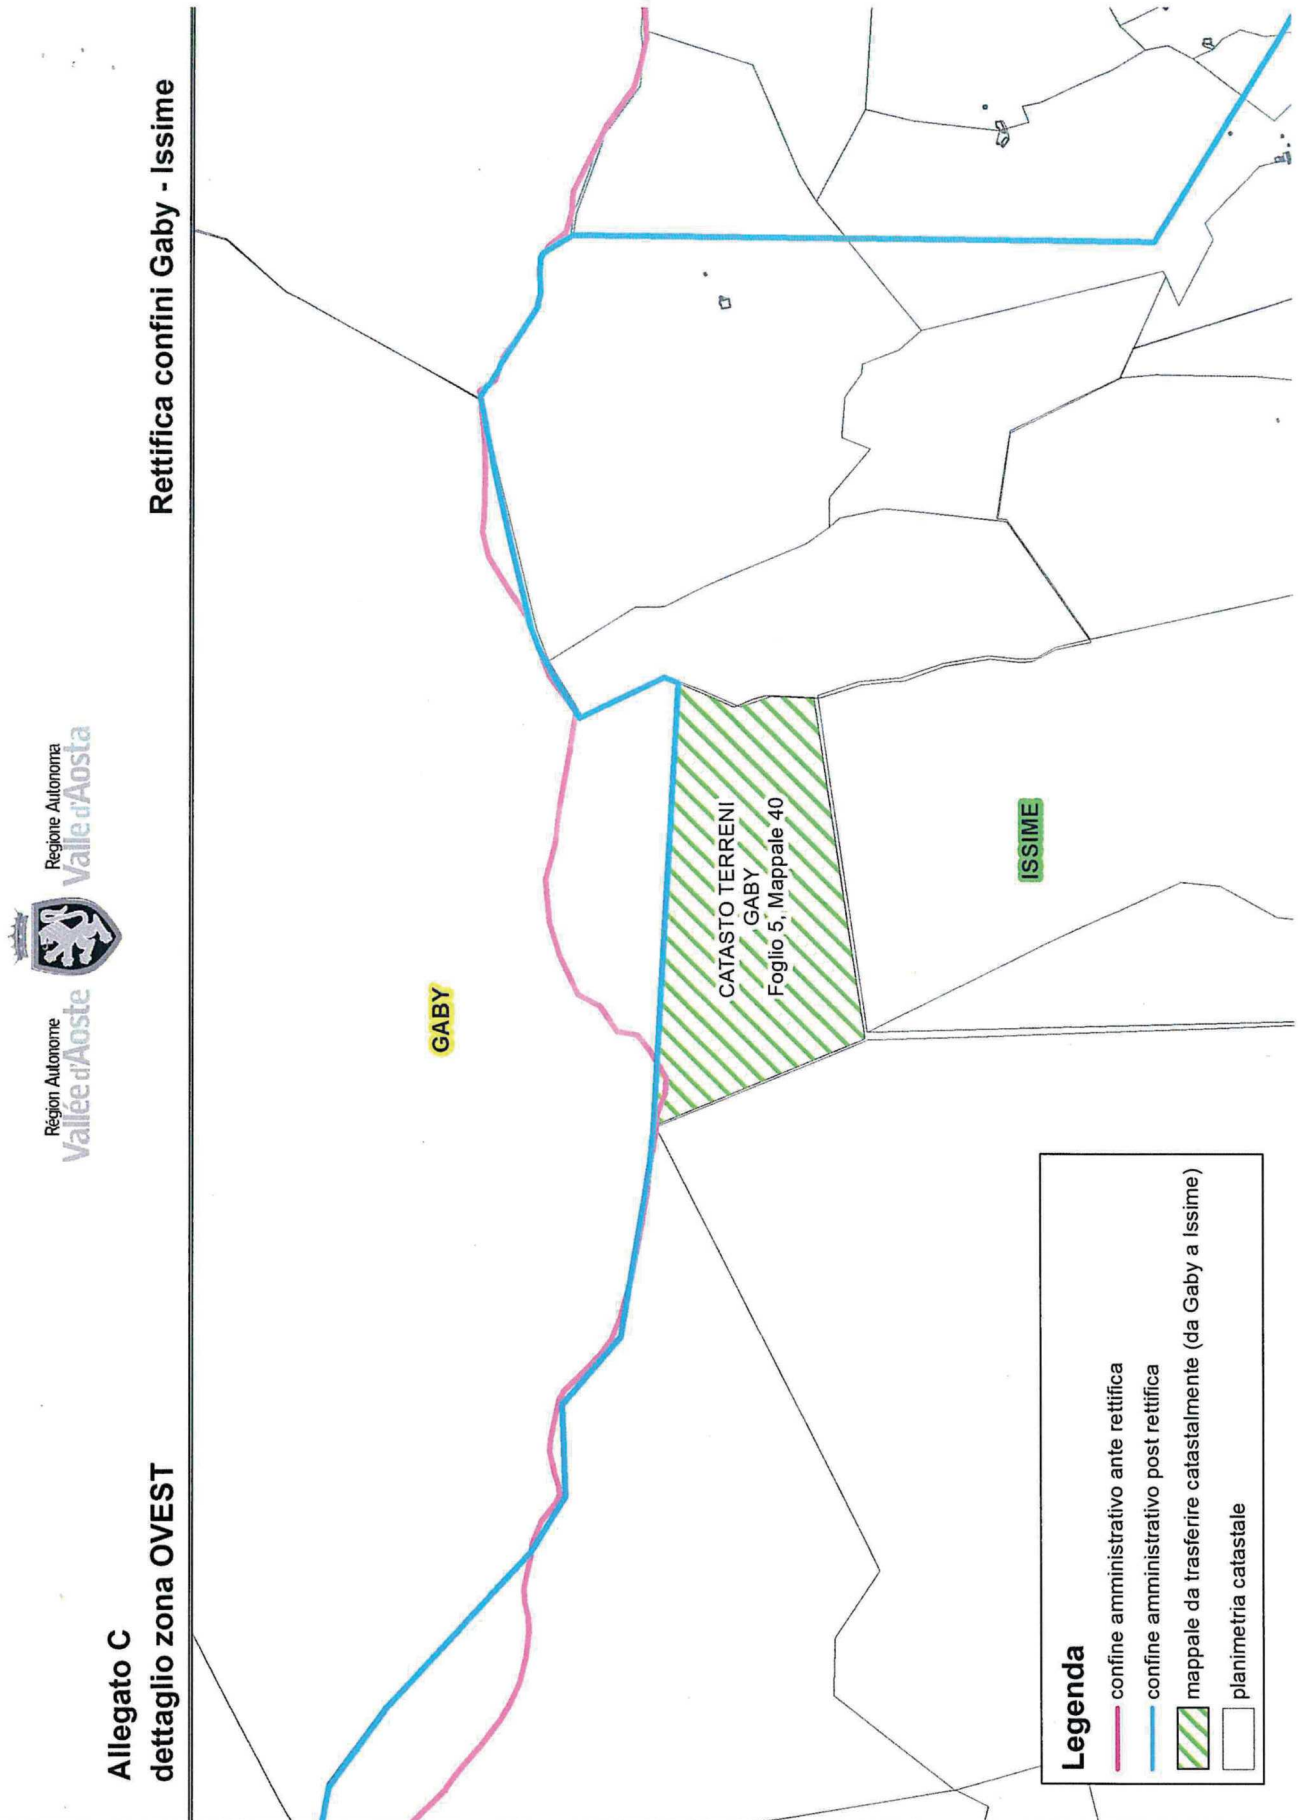 Région Autonome
Vallée d'Aoste
Regione Autonoma
Valle d'Aosta
Allegato C
dettaglio zona OVEST
Rettifica confini Gaby - Issime
GABY
CATASTO TERRENI
GABY
Foglio 5, Mappale 40
ISSIME
Legenda
confine amministrativo ante rettifica
confine amministrativo post rettifica
mappale da trasferire catastalmente (da Gaby a Issime)
planimetria catastale